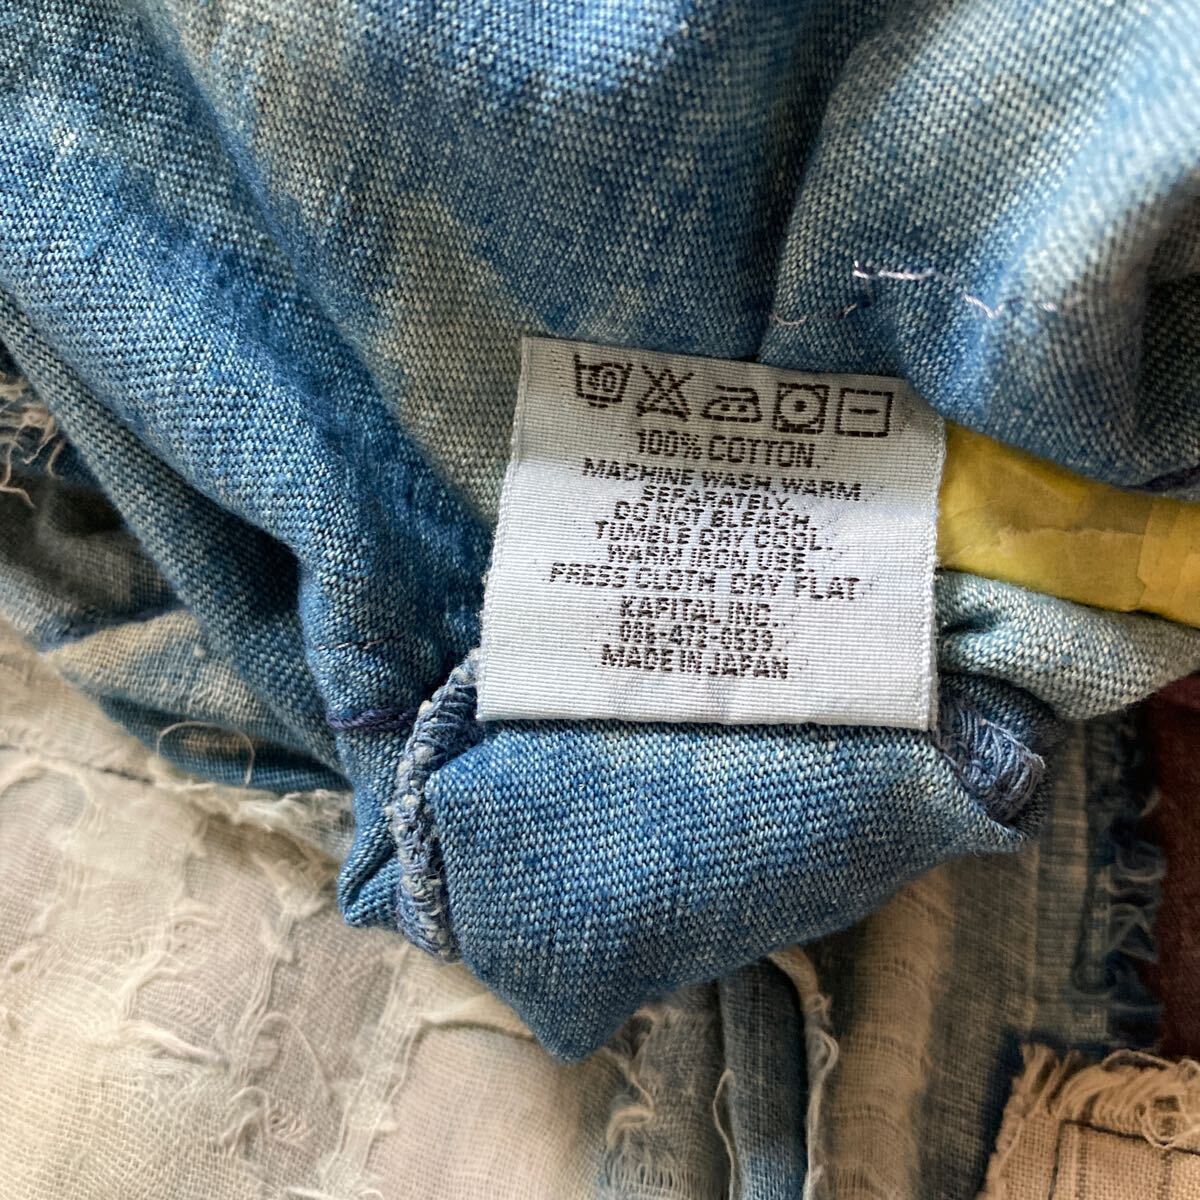 40
100% COTTON.
MACHINE WASH, WARM
SEPARATELY.
DO NOT BLEACH.
TUMBLE DRY COOL.
WARM IRON USE.
PRESS CLOTH DRY FLAT
KAPITAL, INC.
086-472-0539.
MADE IN JAPAN